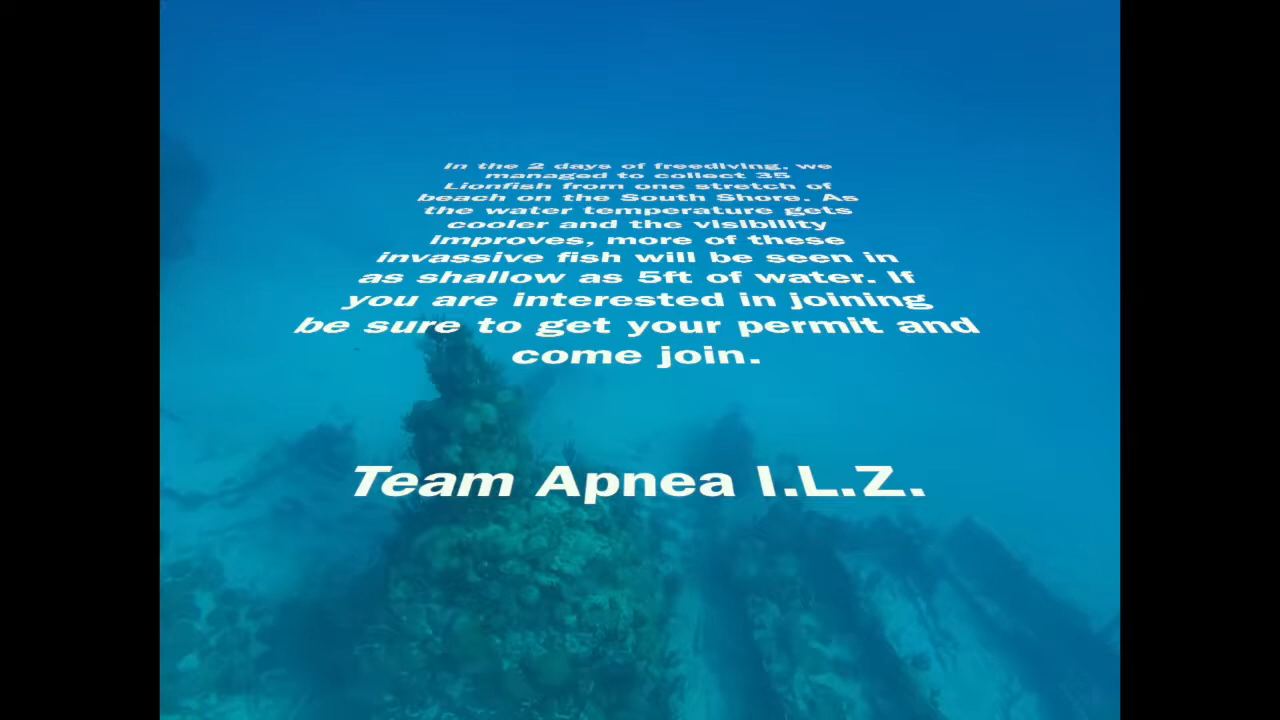 In the 2 days of freediving, we
managed to collect 35
Lionfish from one stretch of
beach on the South Shore. As
the water temperature gets
cooler and the visibility
improves, more of these
invassive fish will be seen in
as shallow as 5ft of water. If
you are interested in joining
be sure to get your permit and
come join.
Team Apnea I.L.Z.